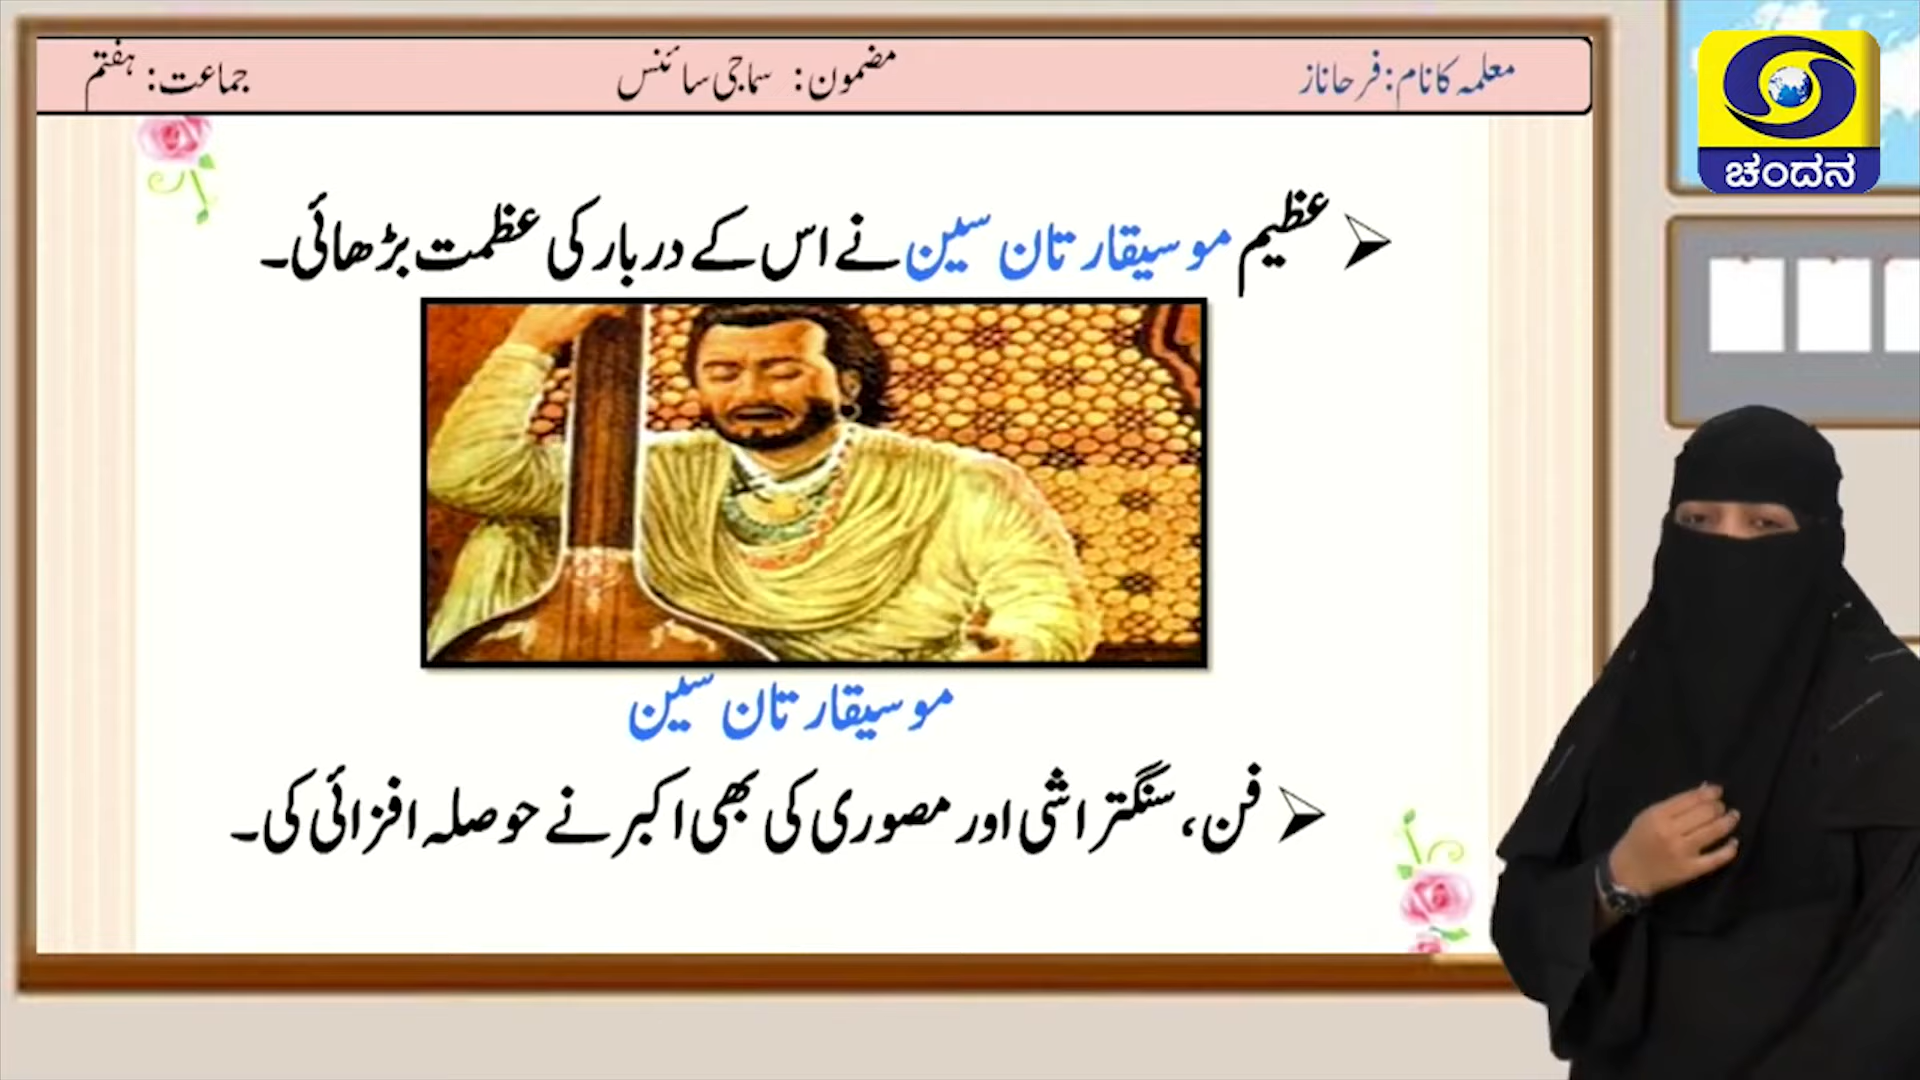 معلمہ کا نام: فرحاناز مضمون: سماجی سائنس جماعت: ہفتم
ಚಂದನ
عظیم موسیقار تان سین نے اس کے دربار کی عظمت بڑھائی۔
موسیقار تان سین
فن، سنگتراشی اور مصوری کی بھی اکبر نے حوصلہ افزائی کی۔